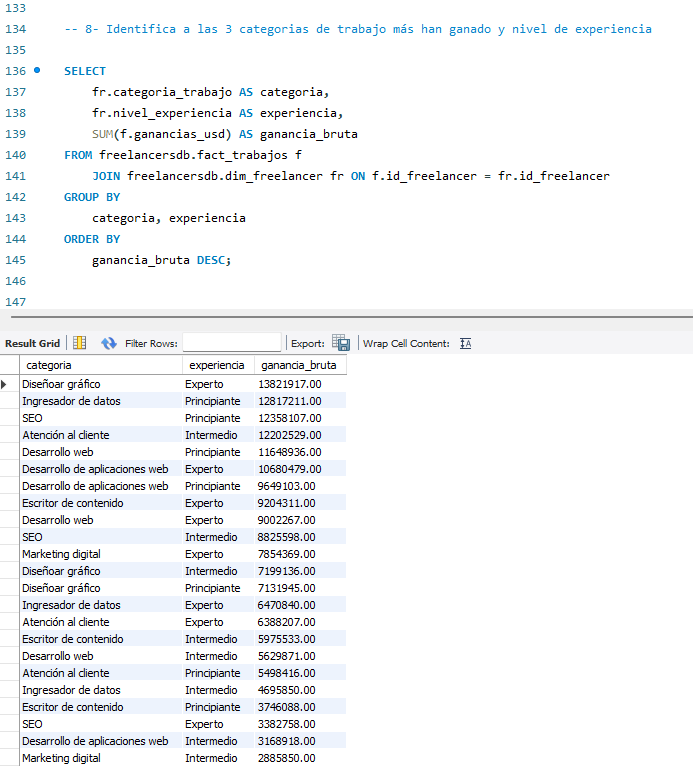 133
134 -- 8- Identifica a las 3 categorias de trabajo más han ganado y nivel de experiencia
135
136 SELECT
137 fr.categoria_trabajo AS categoria,
138 fr.nivel_experiencia AS experiencia,
139 SUM(f.ganancias_usd) AS ganancia_bruta
140 FROM freelancersdb.fact_trabajos f
141 JOIN freelancersdb.dim_freelancer fr ON f.id_freelancer = fr.id_freelancer
142 GROUP BY
143 categoria, experiencia
144 ORDER BY
145 ganancia_bruta DESC;
146
147
Result Grid Filter Rows: Export: Wrap Cell Content:
categoria experiencia ganancia_bruta
Diseñoar gráfico Experto 13821917.00
Ingresador de datos Principiante 12817211.00
SEO Principiante 12358107.00
Atención al cliente Intermedio 12202529.00
Desarrollo web Principiante 11648936.00
Desarrollo de aplicaciones web Experto 10680479.00
Desarrollo de aplicaciones web Principiante 9649103.00
Escritor de contenido Experto 9204311.00
Desarrollo web Experto 9002267.00
SEO Intermedio 8825598.00
Marketing digital Experto 7854369.00
Diseñoar gráfico Intermedio 7199136.00
Diseñoar gráfico Principiante 7131945.00
Ingresador de datos Experto 6470840.00
Atención al cliente Experto 6388207.00
Escritor de contenido Intermedio 5975533.00
Desarrollo web Intermedio 5629871.00
Atención al cliente Principiante 5498416.00
Ingresador de datos Intermedio 4695850.00
Escritor de contenido Principiante 3746088.00
SEO Experto 3382758.00
Desarrollo de aplicaciones web Intermedio 3168918.00
Marketing digital Intermedio 2885850.00